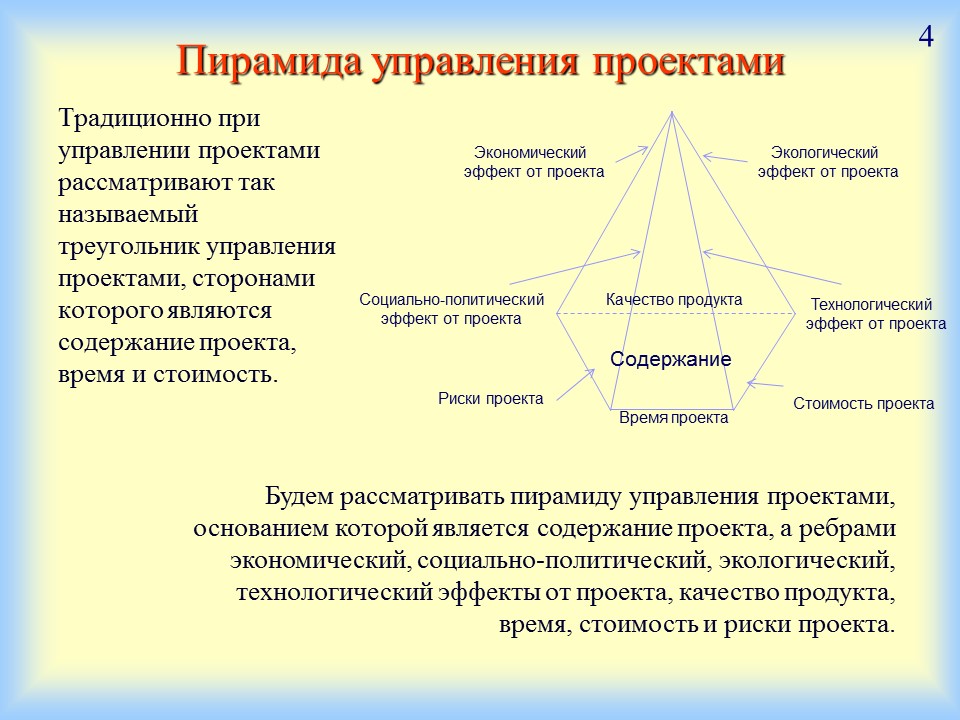 4
Пирамида управления проектами
Традиционно при
управлении проектами
рассматривают так
называемый
треугольник управления
проектами, сторонами
которого являются
содержание проекта,
время и стоимость.
Экономический
эффект от проекта
Экологический
эффект от проекта
Социально-политический
эффект от проекта
Качество продукта
Технологический
эффект от проекта
Содержание
Риски проекта
Время проекта
Стоимость проекта
Будем рассматривать пирамиду управления проектами,
основанием которой является содержание проекта, а ребрами
экономический, социально-политический, экологический,
технологический эффекты от проекта, качество продукта,
время, стоимость и риски проекта.